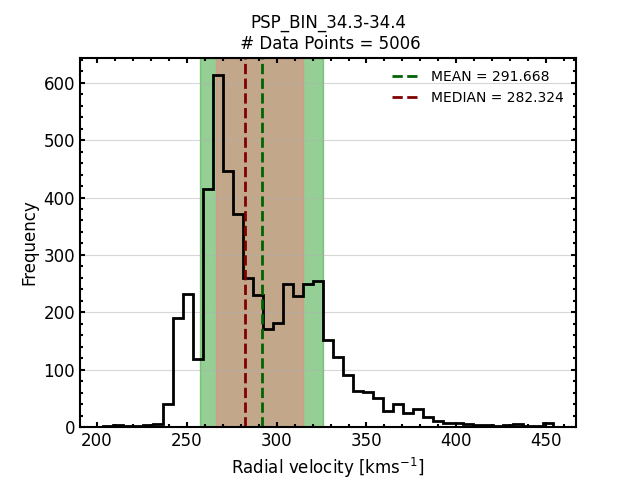 PSP_BIN_34.3-34.4
# Data Points = 5006
MEAN = 291.668
MEDIAN = 282.324
600
500
400
300
200
100
0
Frequency
200 250 300 350 400 450
Radial velocity [kms⁻¹]